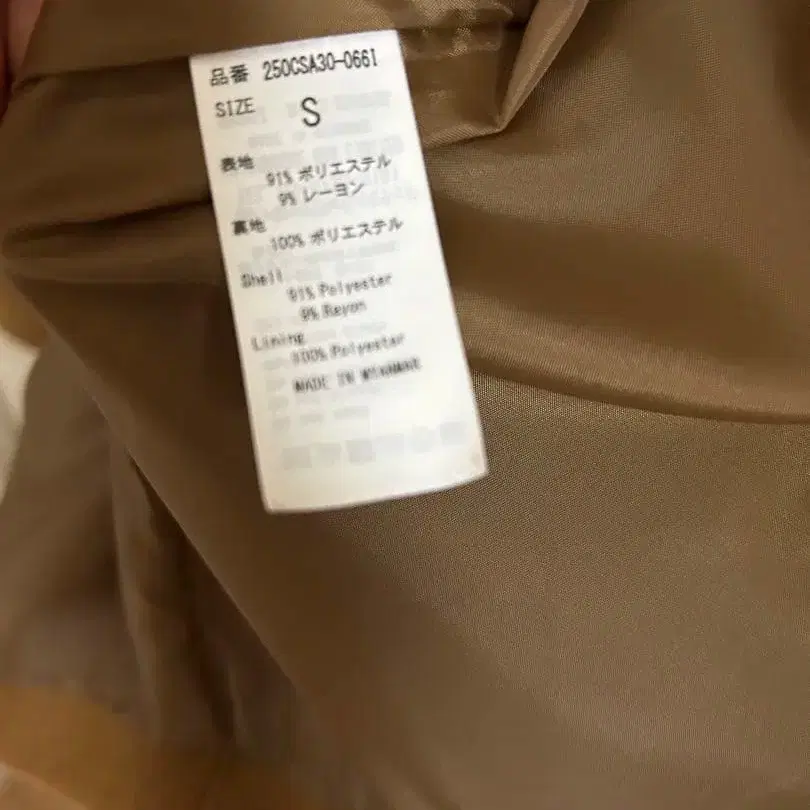 品番 250CSA30-0661
SIZE S
表地
91% ポリエステル
9% レーヨン
裏地
100% ポリエステル
Shell
91% Polyester
9% Rayon
Lining
100% Polyester
MADE IN MYANMAR